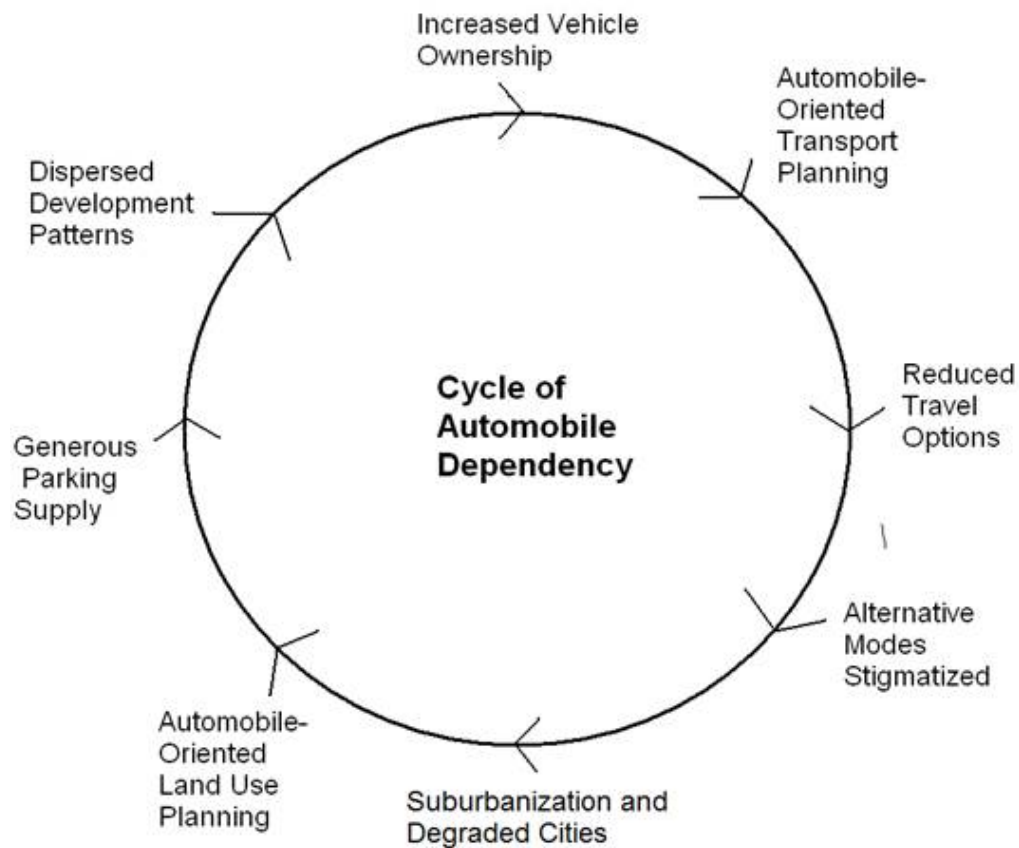 Increased Vehicle
Ownership
Automobile-
Oriented
Transport
Planning
Reduced
Travel
Options
Alternative
Modes
Stigmatized
Suburbanization and
Degraded Cities
Automobile-
Oriented
Land Use
Planning
Generous
Parking
Supply
Dispersed
Development
Patterns
Cycle of
Automobile
Dependency